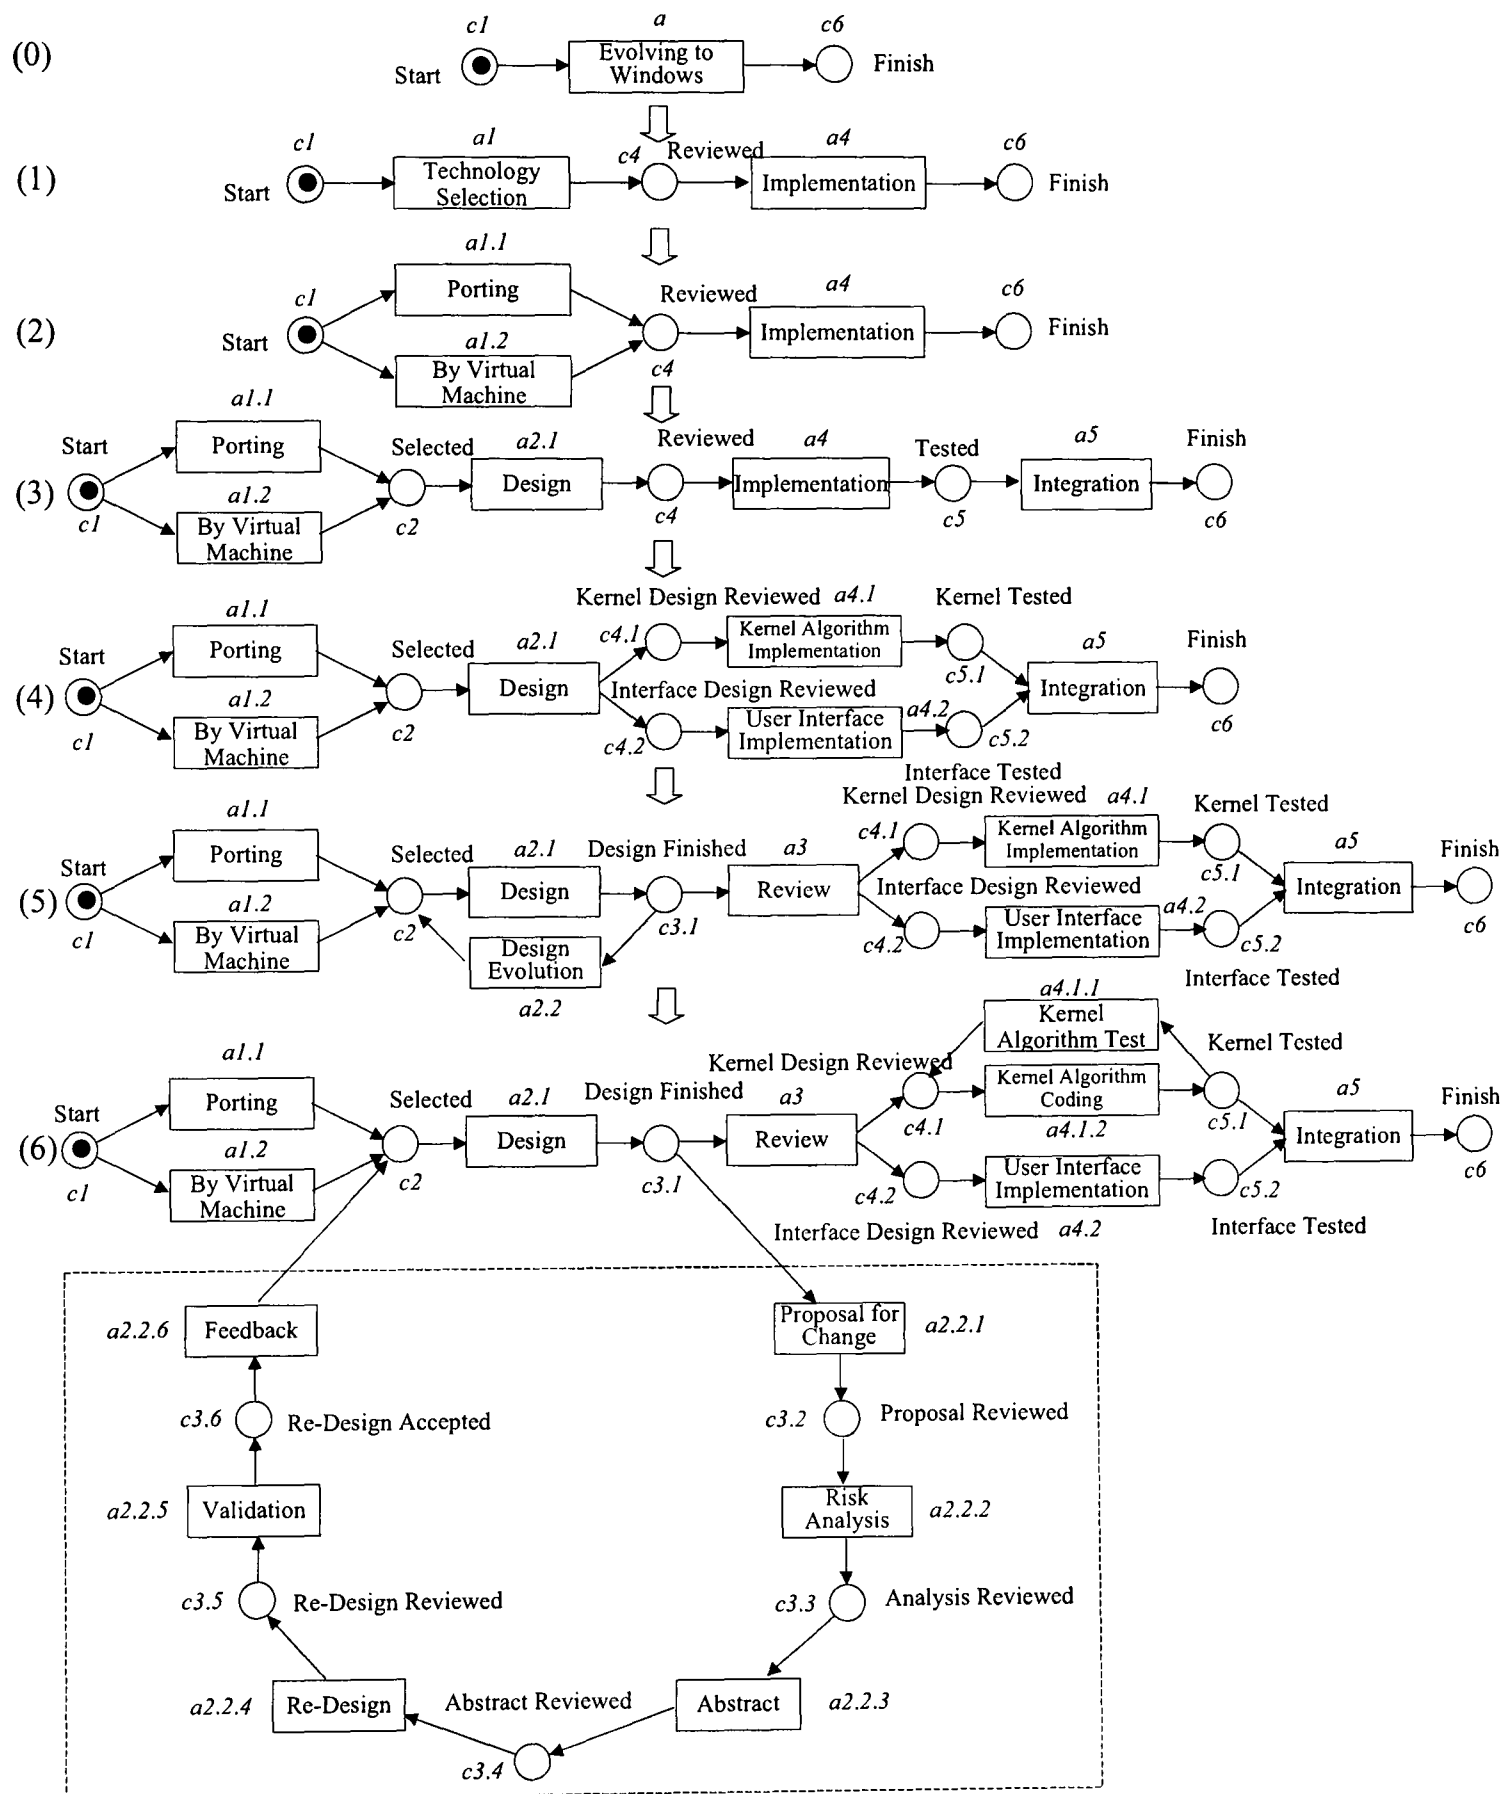 c1
a
c6
(0)
Start
Evolving to
Windows
Finish
c1
a1
c4
Reviewed
a4
c6
(1)
Start
Technology
Selection
Implementation
Finish
a1.1
c1
Porting
Reviewed
a4
c6
(2)
Start
a1.2
Implementation
Finish
By Virtual
Machine
c4
a1.1
Start
Porting
Selected
a2.1
Reviewed
a4
Tested
a5
Finish
(3)
a1.2
Design
Implementation
Integration
c1
By Virtual
Machine
c2
c4
c5
c6
Kernel Design Reviewed
a4.1
Kernel Tested
a1.1
Start
Porting
Selected
a2.1
c4.1
Kernel Algorithm
Implementation
c5.1
a5
Finish
(4)
a1.2
Design
Interface Design Reviewed
Integration
c1
By Virtual
Machine
c2
c4.2
User Interface
Implementation
a4.2
c5.2
c6
Interface Tested
Kernel Design Reviewed
a4.1
Kernel Tested
a1.1
Start
Porting
Selected
a2.1
Design Finished
a3
c4.1
Kernel Algorithm
Implementation
c5.1
a5
Finish
(5)
a1.2
Design
Review
Interface Design Reviewed
Integration
c1
By Virtual
Machine
c2
Design
Evolution
c3.1
c4.2
User Interface
Implementation
a4.2
c5.2
c6
a2.2
Interface Tested
a4.1.1
Kernel
Algorithm Test
a1.1
Kernel Design Reviewed
Kernel Tested
Start
Porting
Selected
a2.1
Design Finished
a3
Kernel Algorithm
Coding
a5
Finish
(6)
a1.2
Design
Review
c4.1
a4.1.2
c5.1
Integration
c1
By Virtual
Machine
c2
c3.1
c4.2
User Interface
Implementation
c5.2
c6
Interface Design Reviewed
a4.2
Interface Tested
a2.2.6
Feedback
Proposal for
Change
a2.2.1
c3.6
Re-Design Accepted
c3.2
Proposal Reviewed
a2.2.5
Validation
Risk
Analysis
a2.2.2
c3.5
Re-Design Reviewed
c3.3
Analysis Reviewed
a2.2.4
Re-Design
Abstract Reviewed
Abstract
a2.2.3
c3.4